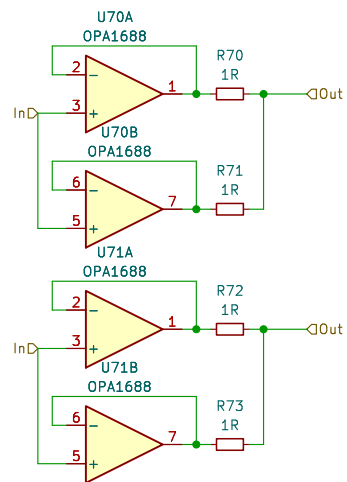 U70A
OPA1688
R70
1R
2
1
In
3
Out
U70B
OPA1688
R71
1R
6
7
5
U71A
OPA1688
R72
1R
2
1
In
3
Out
U71B
OPA1688
R73
1R
6
7
5